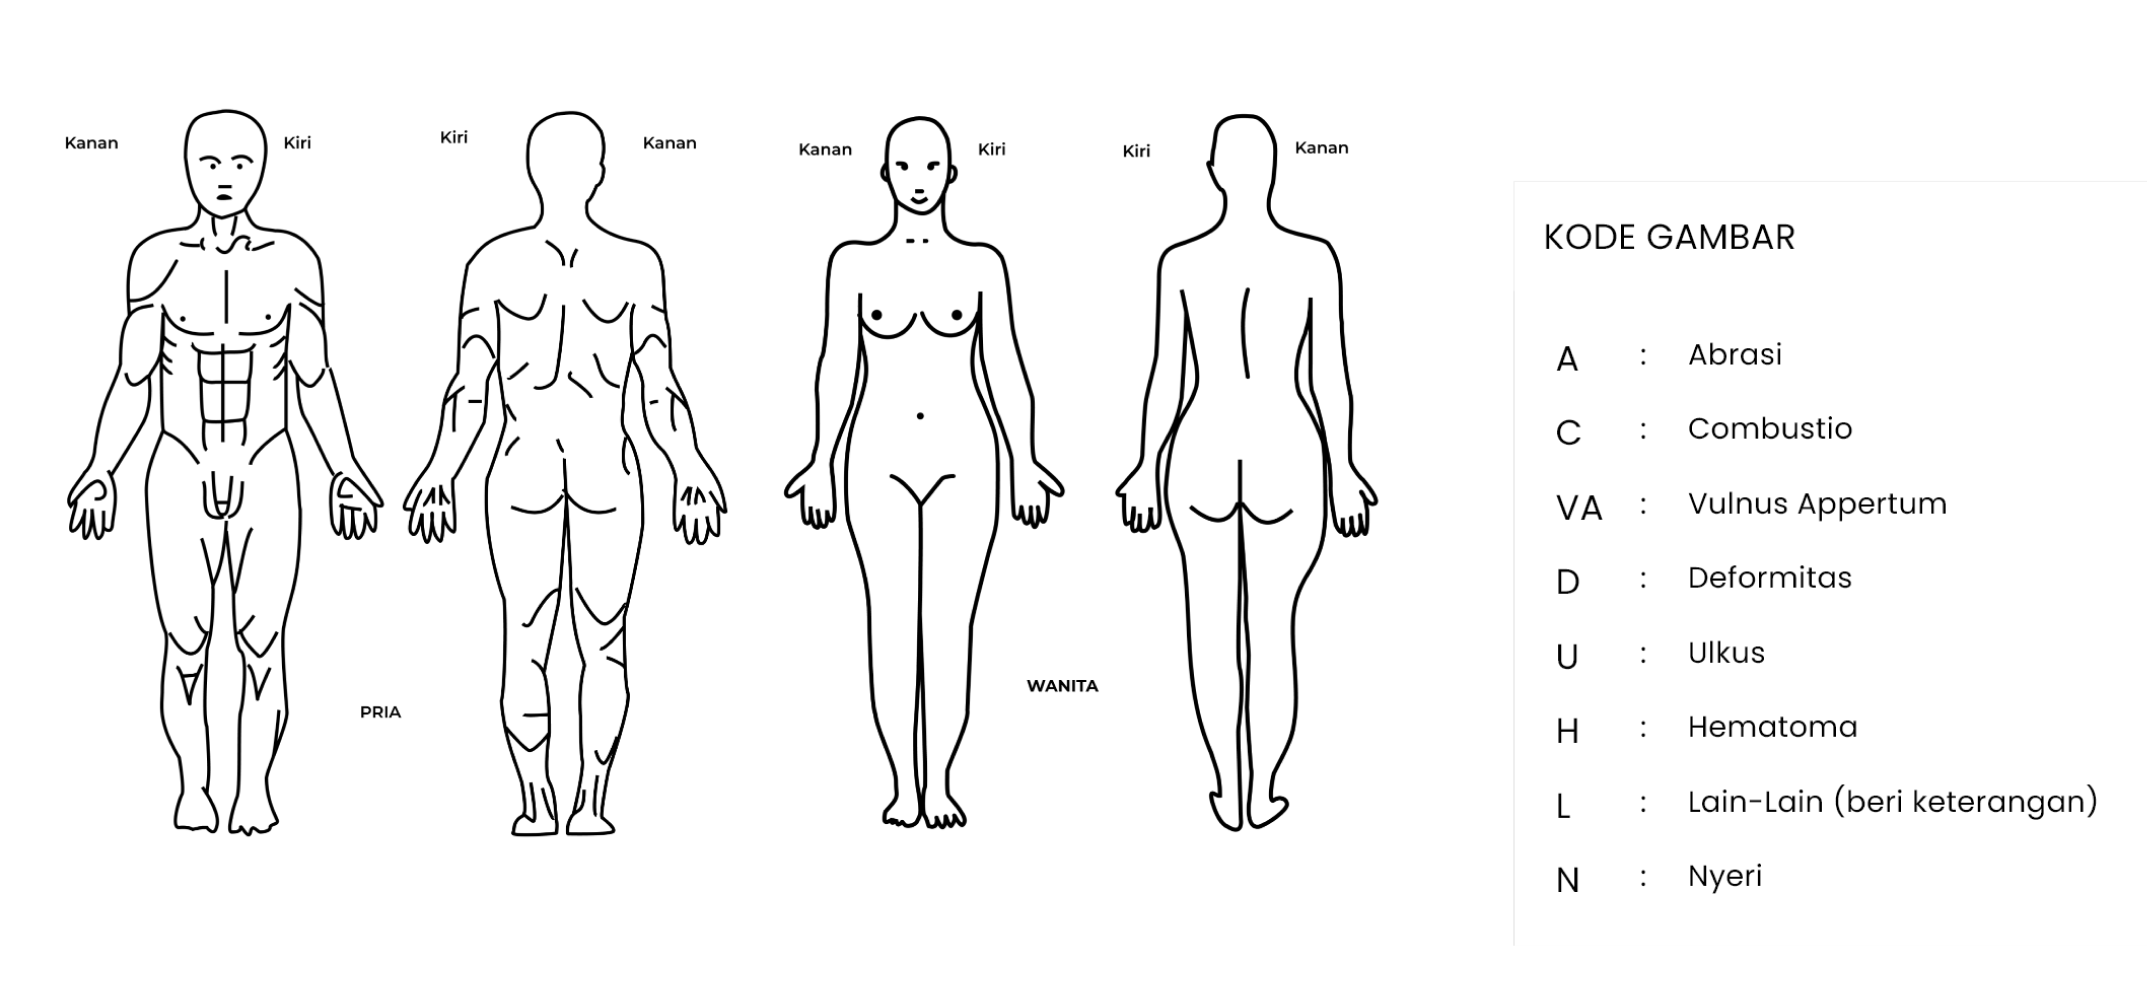 Kanan
Kiri
Kiri
Kanan
Kanan
Kiri
Kiri
Kanan
PRIA
WANITA
KODE GAMBAR
A : Abrasi
C : Combustio
VA : Vulnus Appertum
D : Deformitas
U : Ulkus
H : Hematoma
L : Lain-Lain (beri keterangan)
N : Nyeri